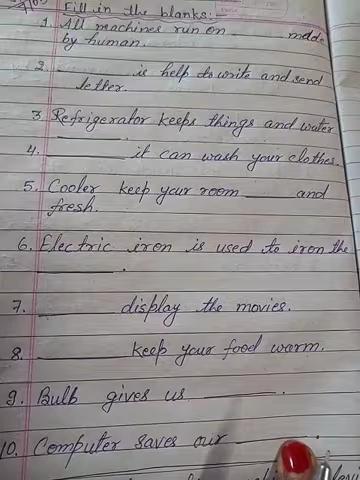 Fill in the blanks:
1. All machines run on ______ made
by human.
2. ______ is help do write and send
letter.
3. Refrigerator keeps things and water
______.
4. ______ it can wash your clothes.
5. Cooler keep your room ______ and
fresh.
6. Electric iron is used to iron the
______.
7. ______ display the movies.
8. ______ keep your food warm.
9. Bulb gives us ______.
10. Computer saves our ______.